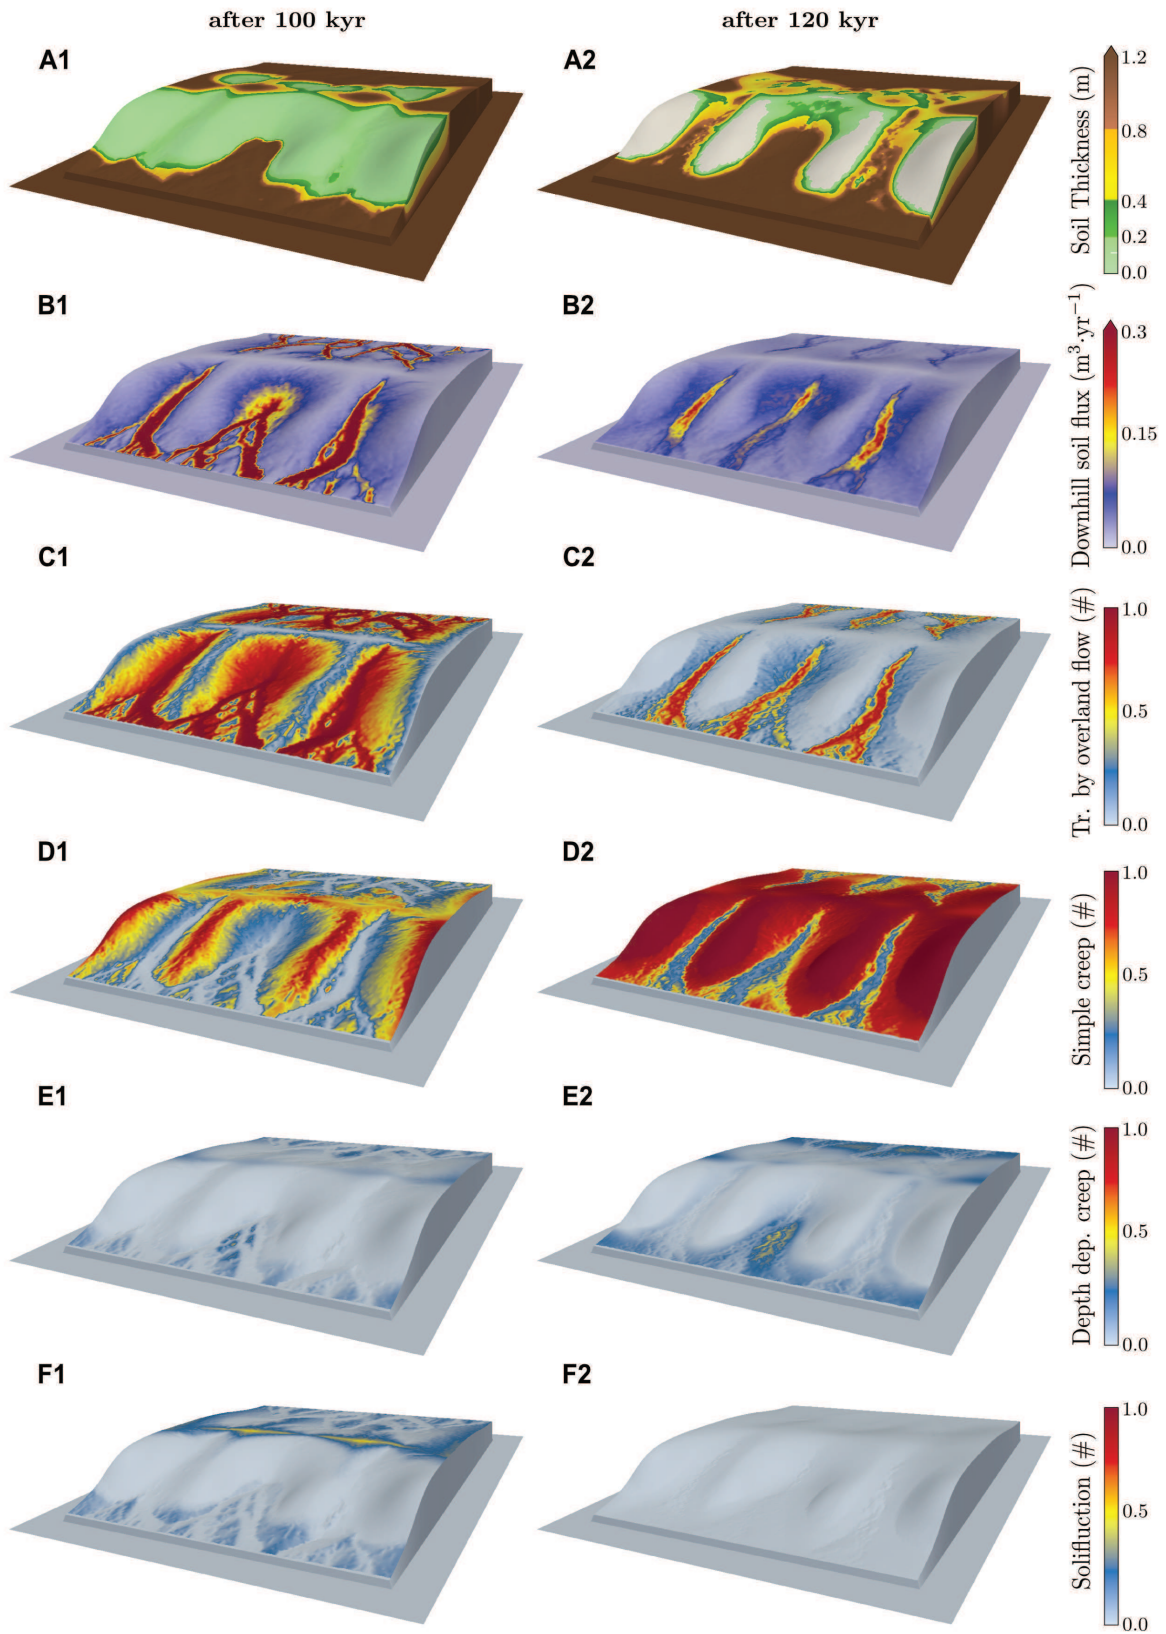 after 100 kyr
after 120 kyr
A1
A2
Soil Thickness (m)
1.2
0.8
0.4
0.2
0.0
B1
B2
Downhill soil flux (m³·yr⁻¹)
0.3
0.15
0.0
C1
C2
Tr. by overland flow (#)
1.0
0.5
0.0
D1
D2
Simple creep (#)
1.0
0.5
0.0
E1
E2
Depth dep. creep (#)
1.0
0.5
0.0
F1
F2
Solifluction (#)
1.0
0.5
0.0